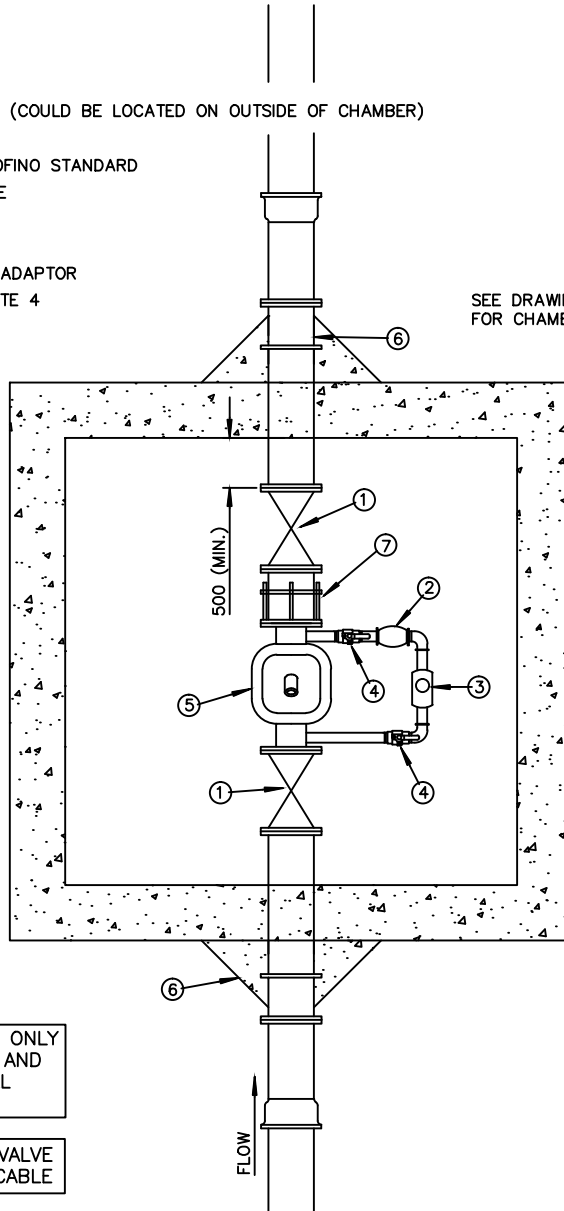 (COULD BE LOCATED ON OUTSIDE OF CHAMBER)
OFINO STANDARD
E
ADAPTOR
TE 4
SEE DRAWI
FOR CHAMB
6
1
500 (MIN.)
7
2
4
3
5
1
4
6
ONLY
AND
L
VALVE
CABLE
FLOW